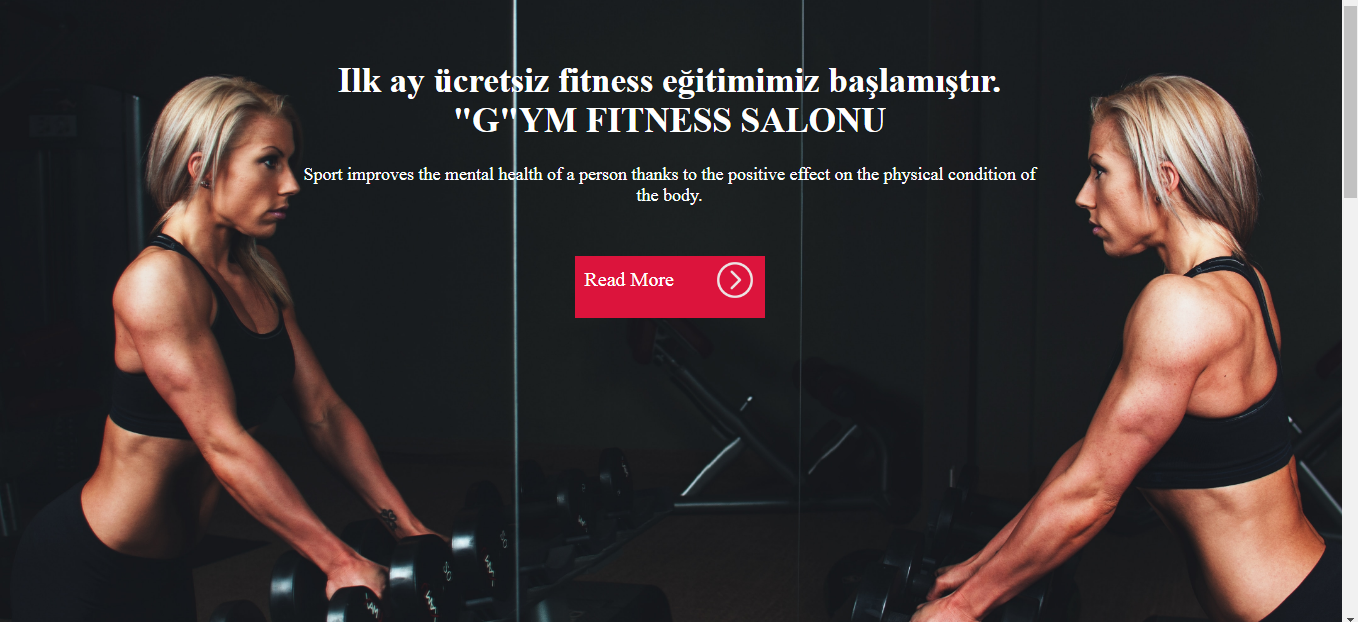 Ilk ay ücretsiz fitness eğitimimiz başlamıştır.
"G"YM FITNESS SALONU
Sport improves the mental health of a person thanks to the positive effect on the physical condition of
the body.
Read More